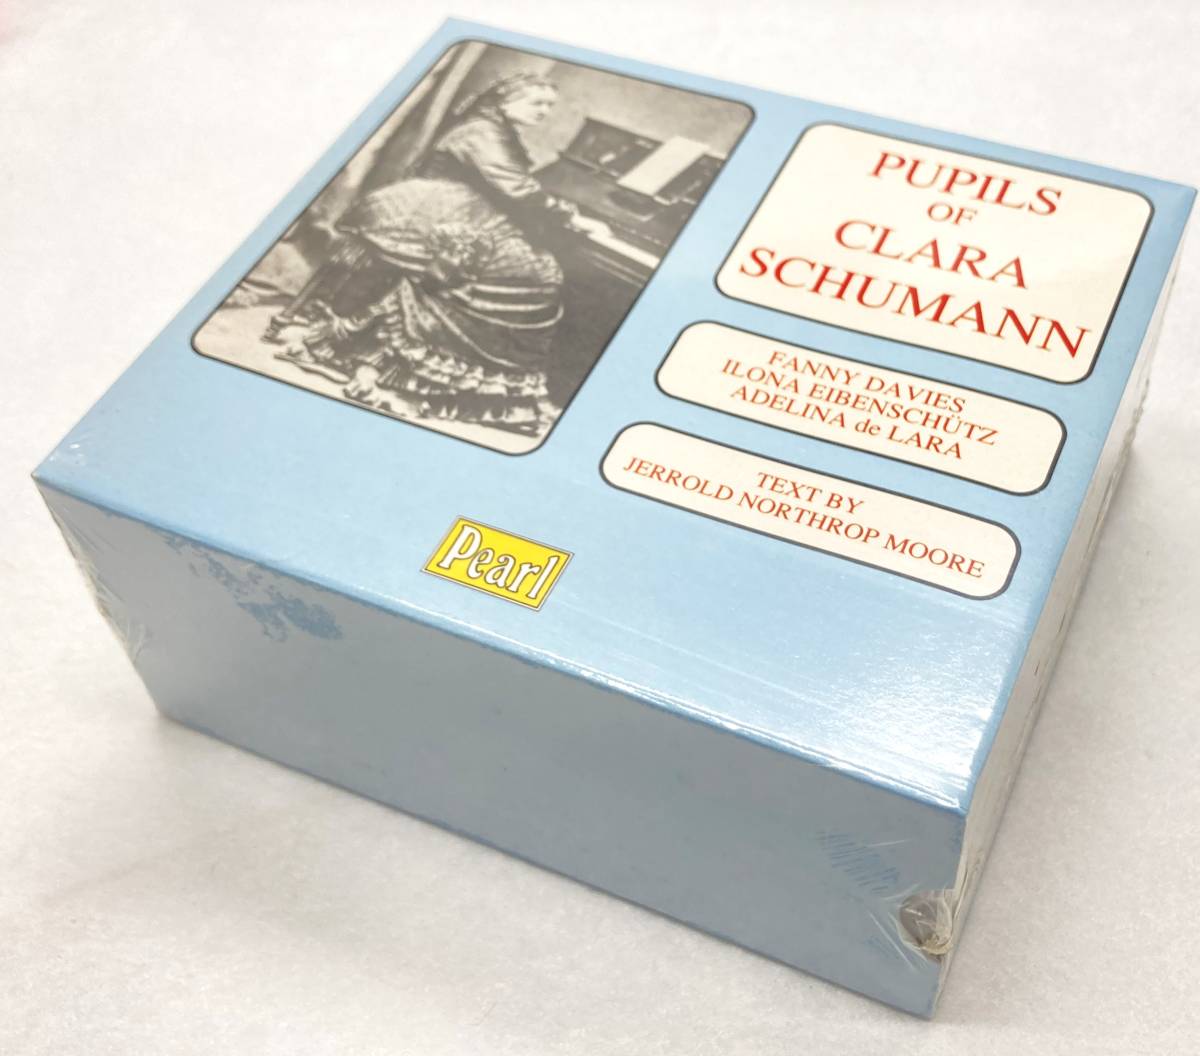 PUPILS
OF
CLARA
SCHUMANN
FANNY DAVIES
ILONA EIBENSCHÜTZ
ADELINA de LARA
TEXT BY
JERROLD NORTHROP MOORE
Pearl